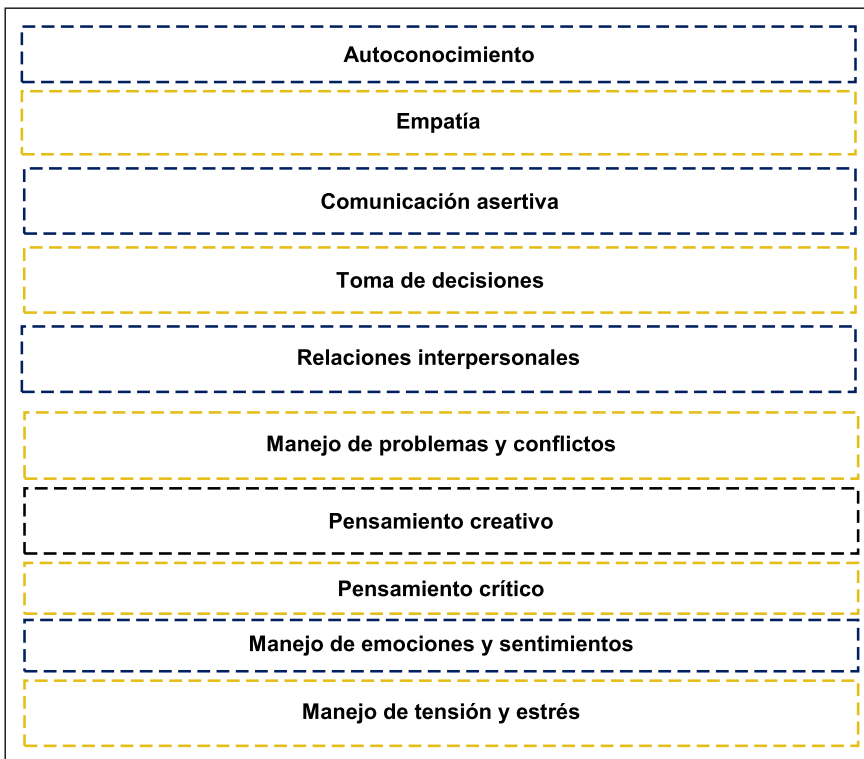 Autoconocimiento
Empatía
Comunicación asertiva
Toma de decisiones
Relaciones interpersonales
Manejo de problemas y conflictos
Pensamiento creativo
Pensamiento crítico
Manejo de emociones y sentimientos
Manejo de tensión y estrés